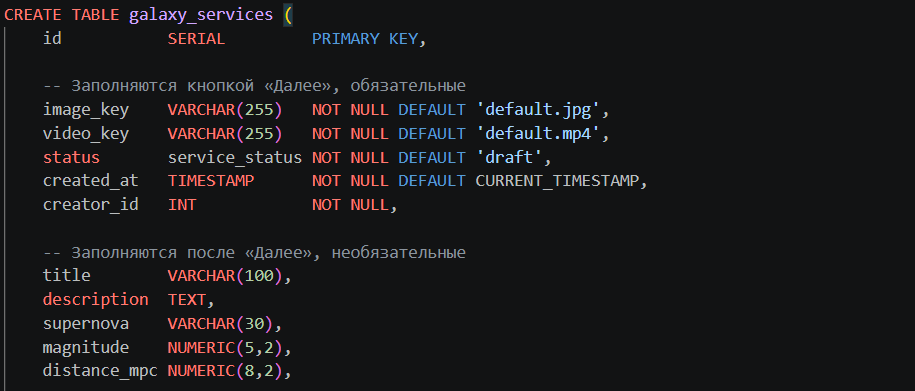 CREATE TABLE galaxy_services (
id SERIAL PRIMARY KEY,
-- Заполняются кнопкой «Далее», обязательные
image_key VARCHAR(255) NOT NULL DEFAULT 'default.jpg',
video_key VARCHAR(255) NOT NULL DEFAULT 'default.mp4',
status service_status NOT NULL DEFAULT 'draft',
created_at TIMESTAMP NOT NULL DEFAULT CURRENT_TIMESTAMP,
creator_id INT NOT NULL,
-- Заполняются после «Далее», необязательные
title VARCHAR(100),
description TEXT,
supernova VARCHAR(30),
magnitude NUMERIC(5,2),
distance_mpc NUMERIC(8,2),